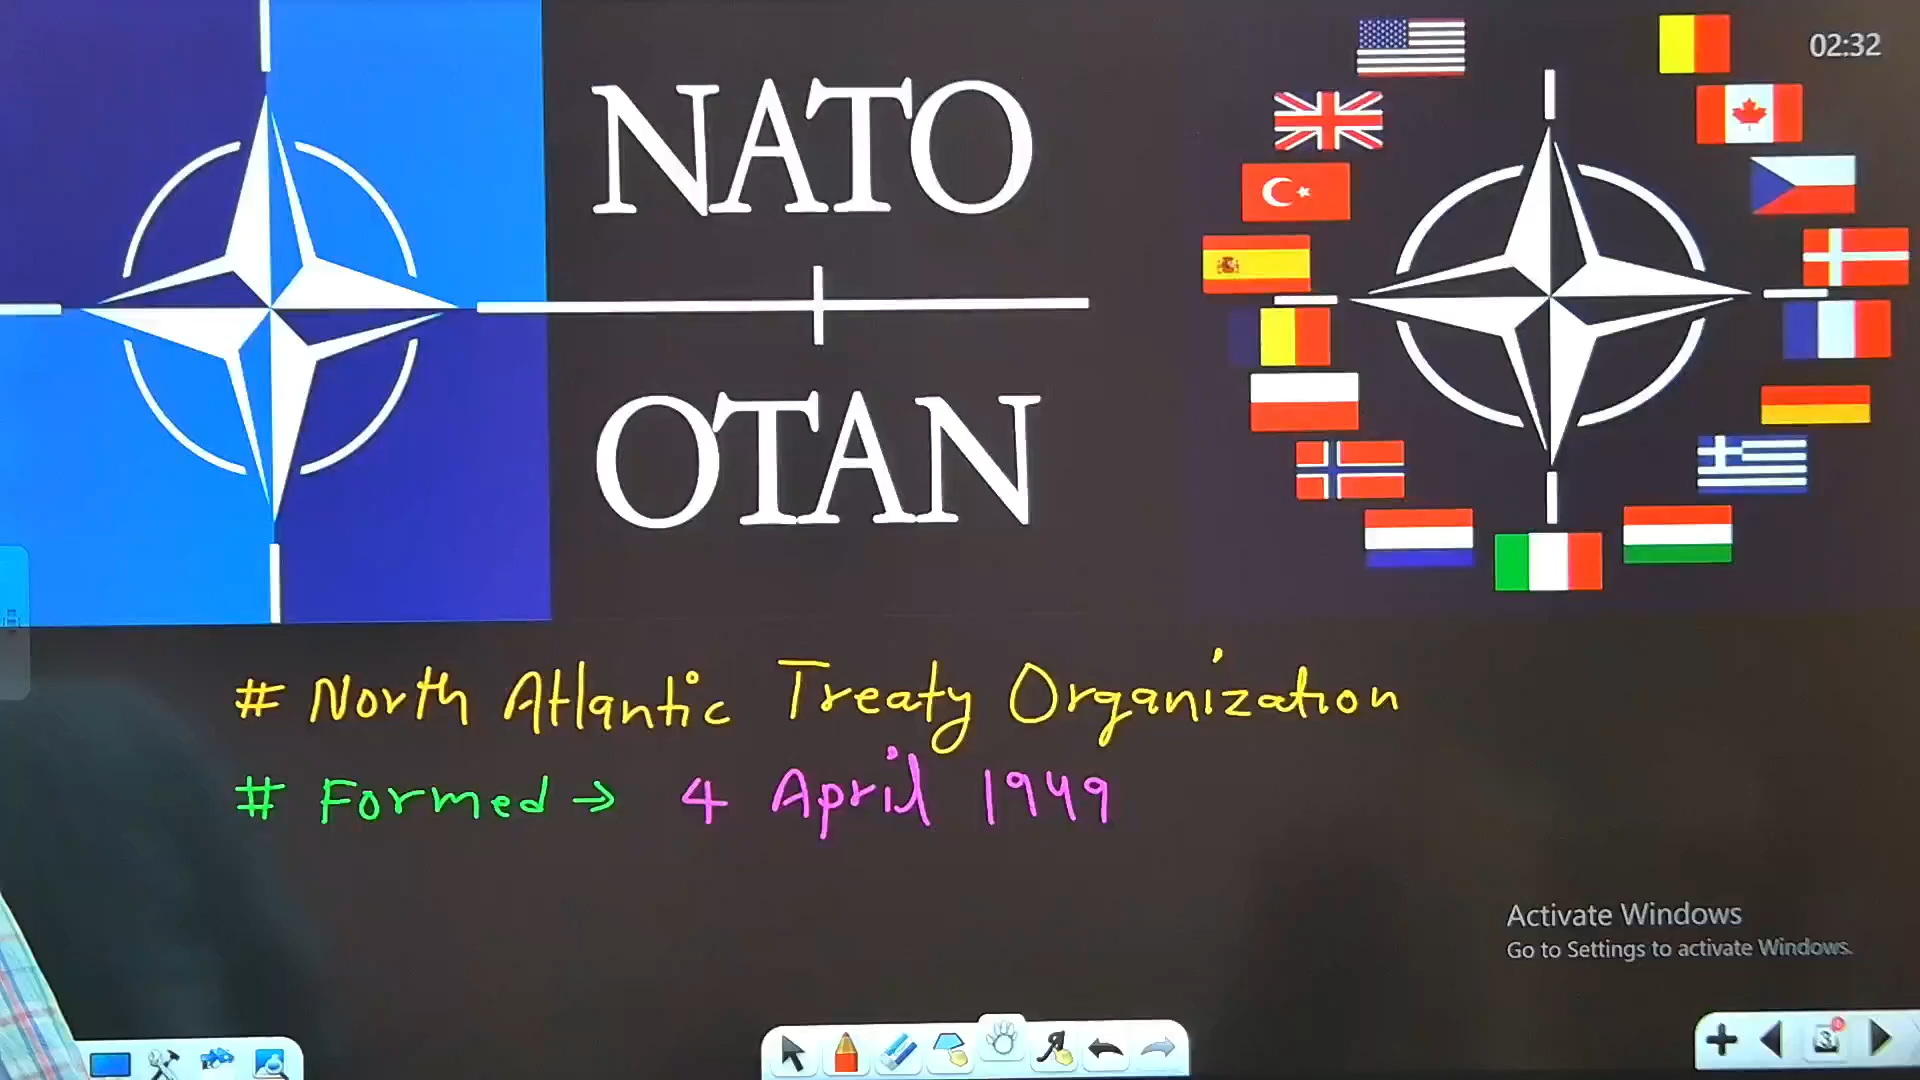 02:32
NATO
OTAN
# North Atlantic Treaty Organization
# Formed → 4 April 1949
Activate Windows
Go to Settings to activate Windows.